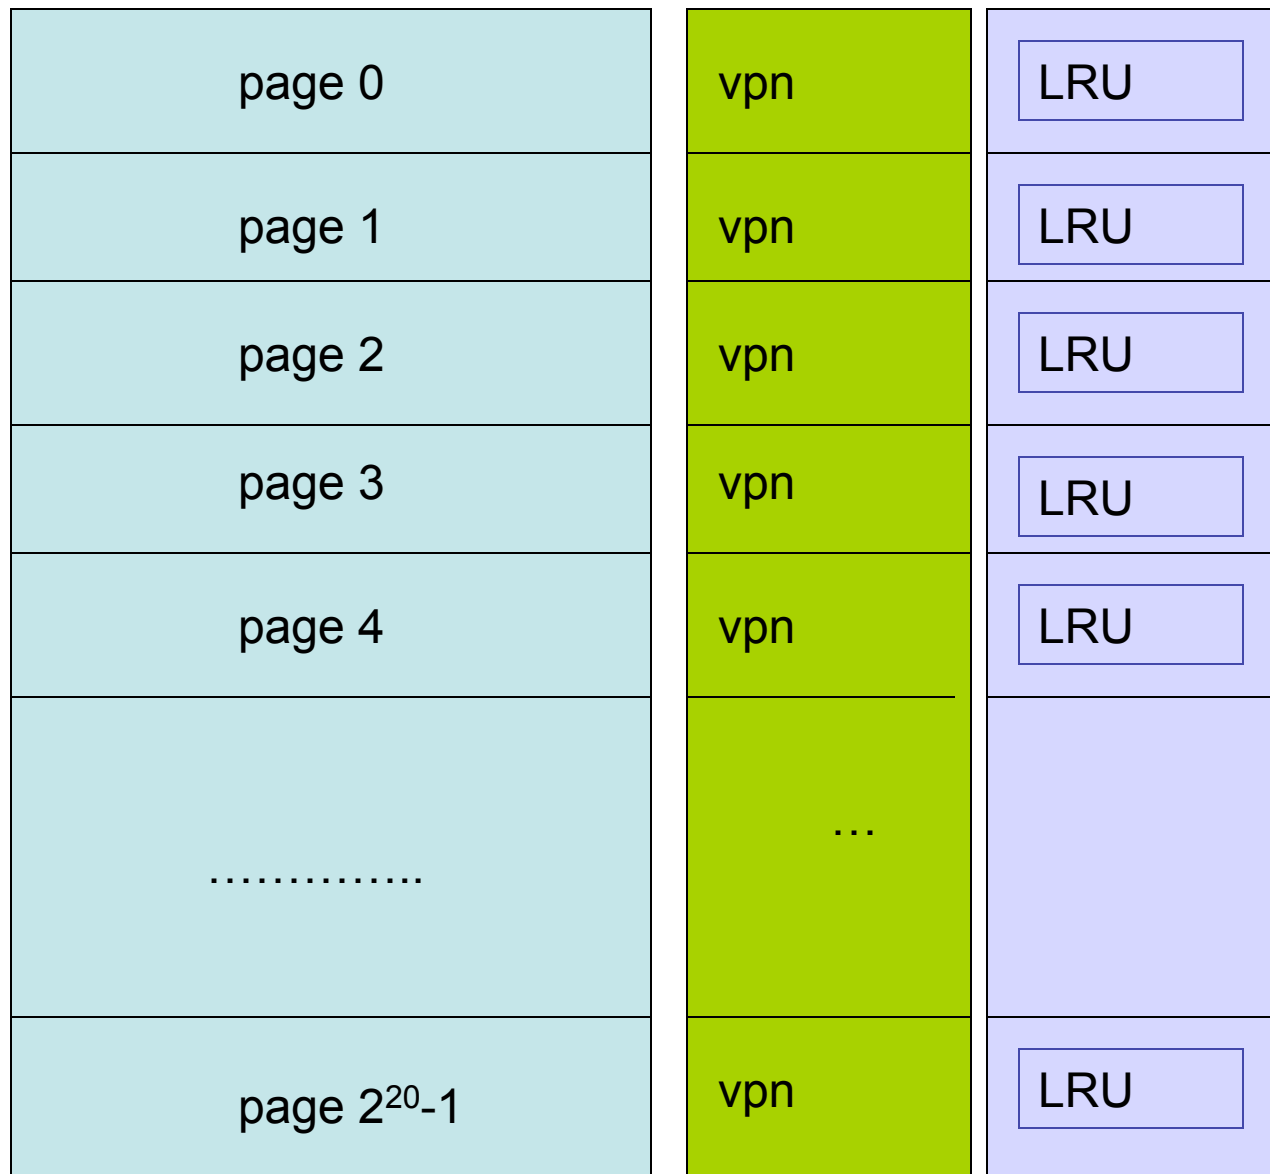 page 0 vpn LRU
page 1 vpn LRU
page 2 vpn LRU
page 3 vpn LRU
page 4 vpn LRU
…
…………..
page 2²⁰-1 vpn LRU